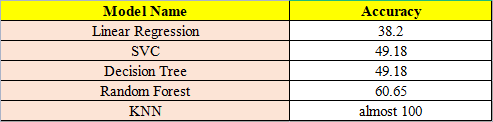 Model Name Accuracy
Linear Regression 38.2
SVC 49.18
Decision Tree 49.18
Random Forest 60.65
KNN almost 100